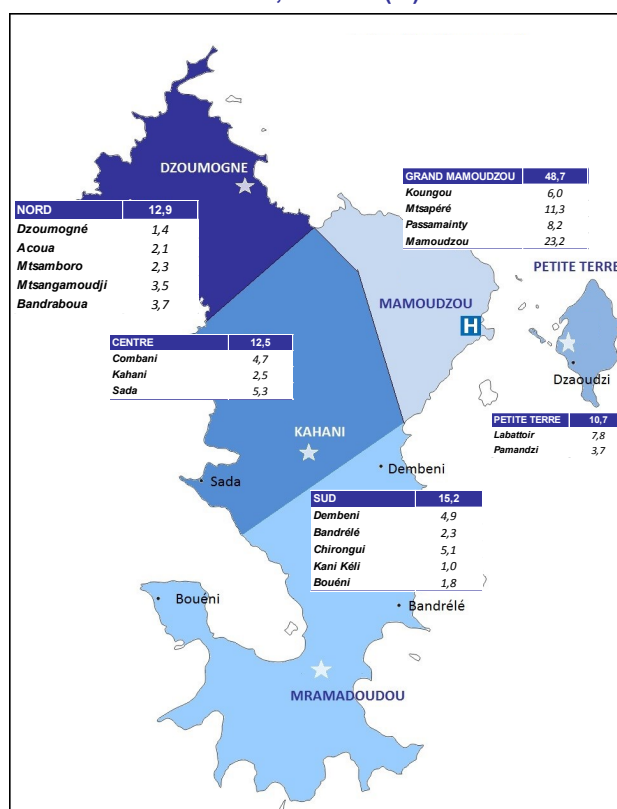 DZOUMOGNE
GRAND MAMOUDZOU 48,7
Koungou 6,0
Mtsapéré 11,3
Passamainty 8,2
Mamoudzou 23,2
NORD 12,9
Dzoumogné 1,4
Acoua 2,1
Mtsamboro 2,3
Mtsangamoudji 3,5
Bandraboua 3,7
PETITE TERRE
MAMOUDZOU
H
Dzaoudzi
CENTRE 12,5
Combani 4,7
Kahani 2,5
Sada 5,3
PETITE TERRE 10,7
Labattoir 7,8
Pamandzi 3,7
KAHANI
Dembeni
Sada
SUD 15,2
Dembeni 4,9
Bandrélé 2,3
Chirongui 5,1
Kani Kéli 1,0
Bouéni 1,8
Bouéni
Bandrélé
MRAMADOUDOU